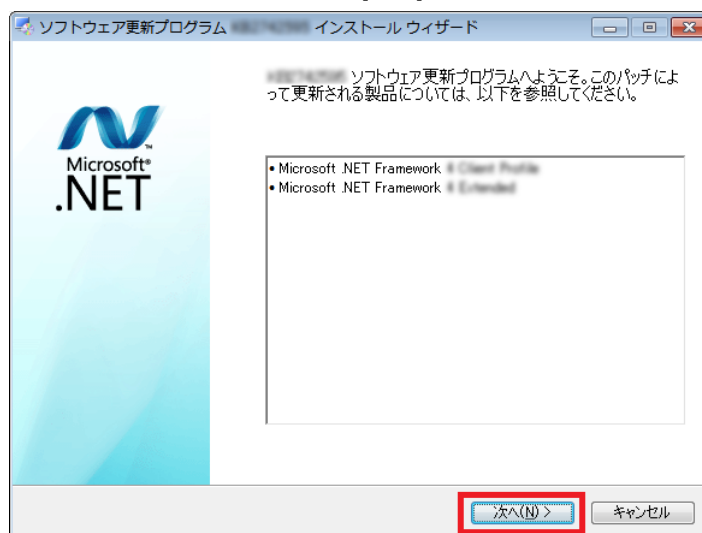 ソフトウェア更新プログラム インストール ウィザード
ソフトウェア更新プログラムへようこそ。このパッチによ
って更新される製品については、以下を参照してください。
Microsoft®
.NET
• Microsoft .NET Framework
• Microsoft .NET Framework
次へ(N) >
キャンセル